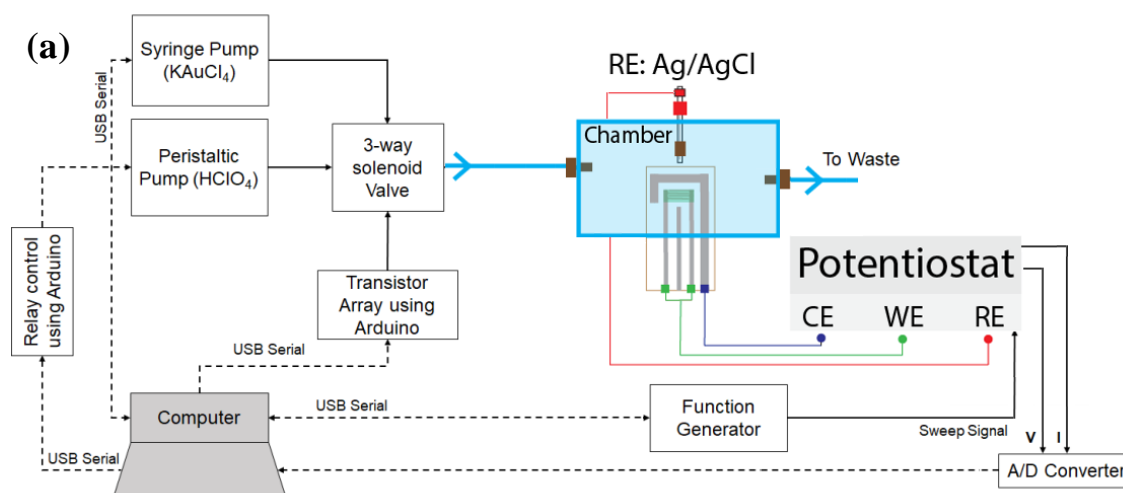 (a)
USB Serial
Syringe Pump
(KAuCl₄)
Peristaltic
Pump (HClO₄)
3-way
solenoid
Valve
RE: Ag/AgCl
Chamber
To Waste
Relay control
using Arduino
Transistor
Array using
Arduino
Potentiostat
CE WE RE
USB Serial
Computer
USB Serial
Function
Generator
Sweep Signal
V I
USB Serial
A/D Converter